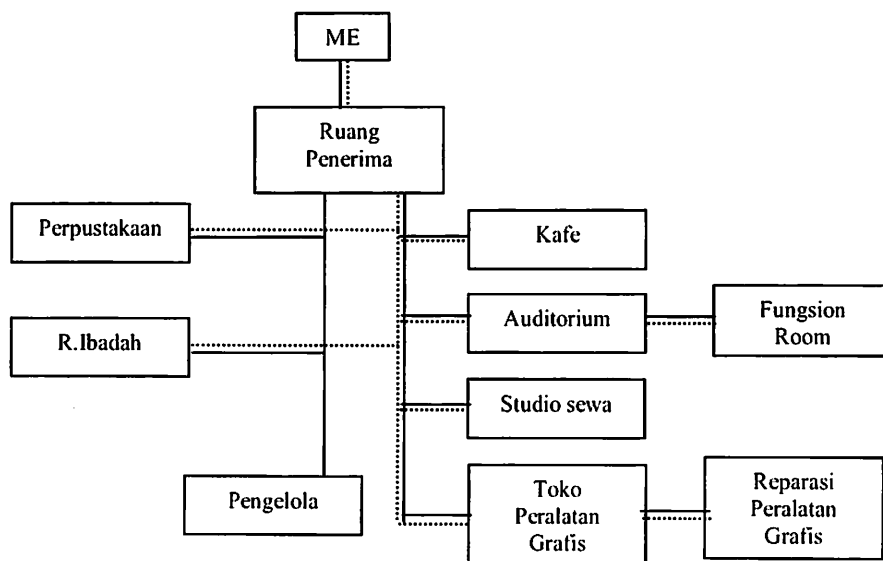 ME
Ruang
Penerima
Perpustakaan
Kafe
Auditorium
Fungsion
Room
R.Ibadah
Studio sewa
Pengelola
Toko
Peralatan
Grafis
Reparasi
Peralatan
Grafis